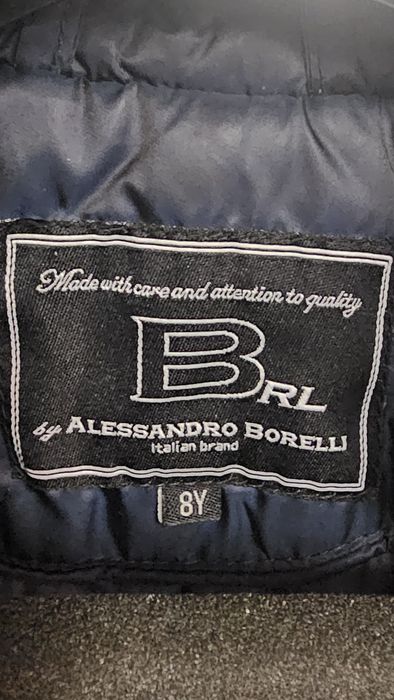 Made with care and attention to quality
BRL
by ALESSANDRO BORELLI
Italian brand
8Y